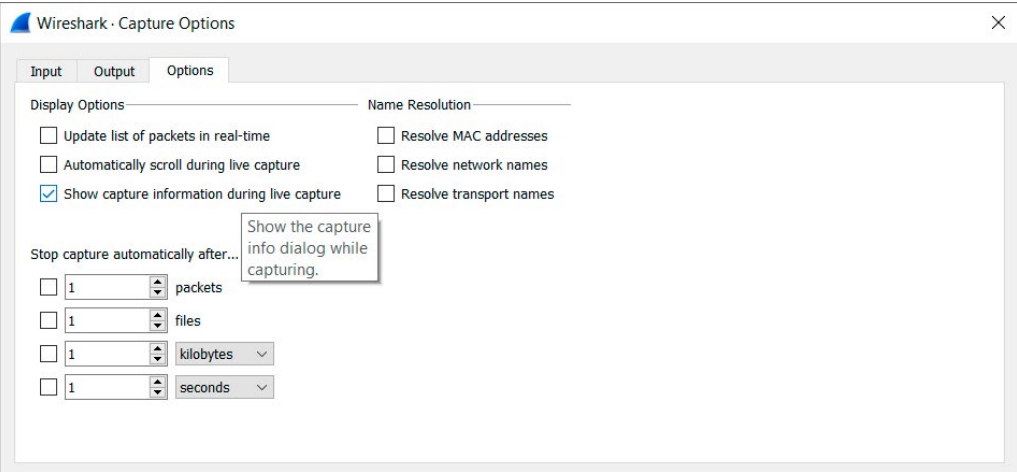 Wireshark · Capture Options
Input Output Options
Display Options
Update list of packets in real-time
Automatically scroll during live capture
Show capture information during live capture
Name Resolution
Resolve MAC addresses
Resolve network names
Resolve transport names
Show the capture
info dialog while
capturing.
Stop capture automatically after...
1 packets
1 files
1 kilobytes
1 seconds